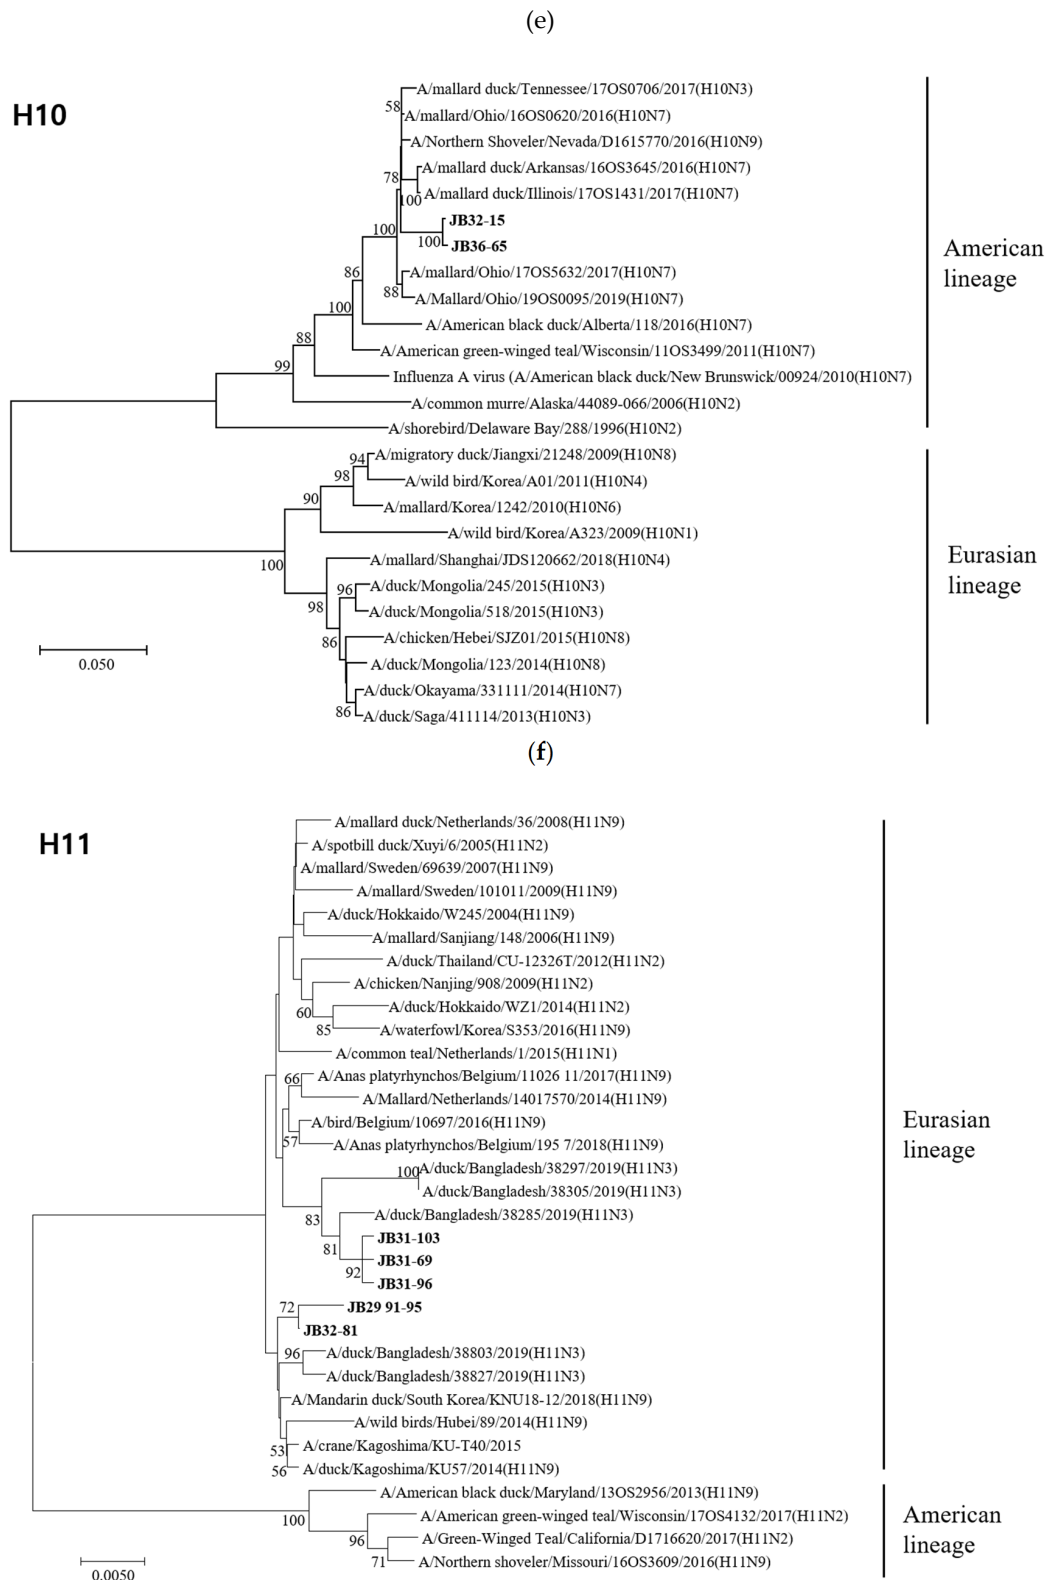 (e)
H10
A/mallard duck/Tennessee/17OS0706/2017(H10N3)
58
A/mallard/Ohio/16OS0620/2016(H10N7)
A/Northern Shoveler/Nevada/D1615770/2016(H10N9)
A/mallard duck/Arkansas/16OS3645/2016(H10N7)
78
A/mallard duck/Illinois/17OS1431/2017(H10N7)
100
JB32-15
100
100
JB36-65
American
lineage
86
A/mallard/Ohio/17OS5632/2017(H10N7)
88
A/Mallard/Ohio/19OS0095/2019(H10N7)
100
A/American black duck/Alberta/118/2016(H10N7)
88
A/American green-winged teal/Wisconsin/11OS3499/2011(H10N7)
99
Influenza A virus (A/American black duck/New Brunswick/00924/2010(H10N7)
A/common murre/Alaska/44089-066/2006(H10N2)
A/shorebird/Delaware Bay/288/1996(H10N2)
94
A/migratory duck/Jiangxi/21248/2009(H10N8)
98
A/wild bird/Korea/A01/2011(H10N4)
90
A/mallard/Korea/1242/2010(H10N6)
A/wild bird/Korea/A323/2009(H10N1)
100
A/mallard/Shanghai/JDS120662/2018(H10N4)
Eurasian
lineage
96
A/duck/Mongolia/245/2015(H10N3)
98
A/duck/Mongolia/518/2015(H10N3)
86
A/chicken/Hebei/SJZ01/2015(H10N8)
0.050
A/duck/Mongolia/123/2014(H10N8)
A/duck/Okayama/331111/2014(H10N7)
86
A/duck/Saga/411114/2013(H10N3)
(f)
H11
A/mallard duck/Netherlands/36/2008(H11N9)
A/spotbill duck/Xuyi/6/2005(H11N2)
A/mallard/Sweden/69639/2007(H11N9)
A/mallard/Sweden/101011/2009(H11N9)
A/duck/Hokkaido/W245/2004(H11N9)
A/mallard/Sanjiang/148/2006(H11N9)
A/duck/Thailand/CU-12326T/2012(H11N2)
A/chicken/Nanjing/908/2009(H11N2)
60
A/duck/Hokkaido/WZ1/2014(H11N2)
85
A/waterfowl/Korea/S353/2016(H11N9)
A/common teal/Netherlands/1/2015(H11N1)
66
A/Anas platyrhynchos/Belgium/11026 11/2017(H11N9)
A/Mallard/Netherlands/14017570/2014(H11N9)
A/bird/Belgium/10697/2016(H11N9)
Eurasian
lineage
57
A/Anas platyrhynchos/Belgium/195 7/2018(H11N9)
100
A/duck/Bangladesh/38297/2019(H11N3)
A/duck/Bangladesh/38305/2019(H11N3)
83
A/duck/Bangladesh/38285/2019(H11N3)
JB31-103
81
JB31-69
92
JB31-96
72
JB29 91-95
JB32-81
96
A/duck/Bangladesh/38803/2019(H11N3)
A/duck/Bangladesh/38827/2019(H11N3)
A/Mandarin duck/South Korea/KNU18-12/2018(H11N9)
A/wild birds/Hubei/89/2014(H11N9)
53
A/crane/Kagoshima/KU-T40/2015
56
A/duck/Kagoshima/KU57/2014(H11N9)
A/American black duck/Maryland/13OS2956/2013(H11N9)
100
A/American green-winged teal/Wisconsin/17OS4132/2017(H11N2)
American
lineage
96
A/Green-Winged Teal/California/D1716620/2017(H11N2)
71
A/Northern shoveler/Missouri/16OS3609/2016(H11N9)
0.0050